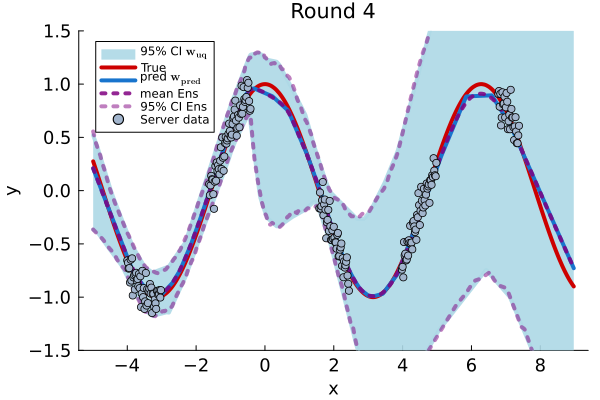 Round 4
95% CI w_uq
True
pred w_pred
mean Ens
95% CI Ens
Server data
1.5
1.0
0.5
0.0
−0.5
−1.0
−1.5
y
−4
−2
0
2
4
6
8
x